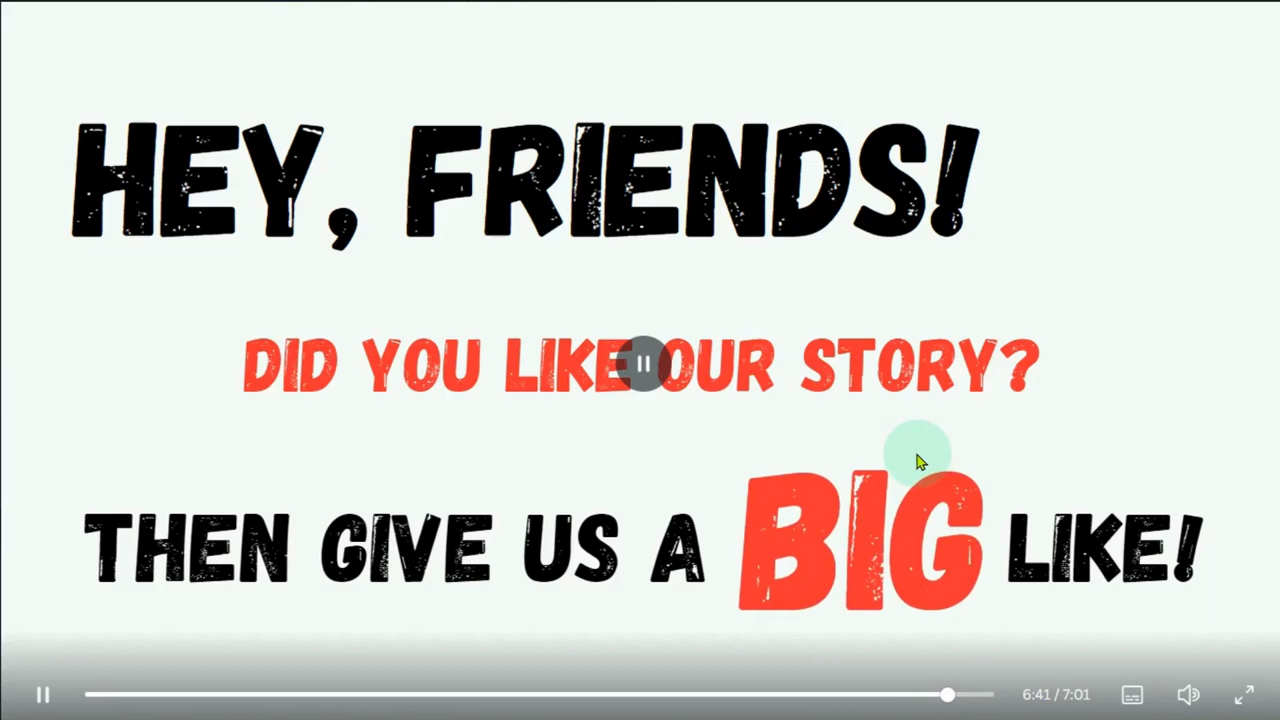 HEY, FRIENDS!
DID YOU LIKE OUR STORY?
THEN GIVE US A BIG LIKE!
6:41 / 7:01